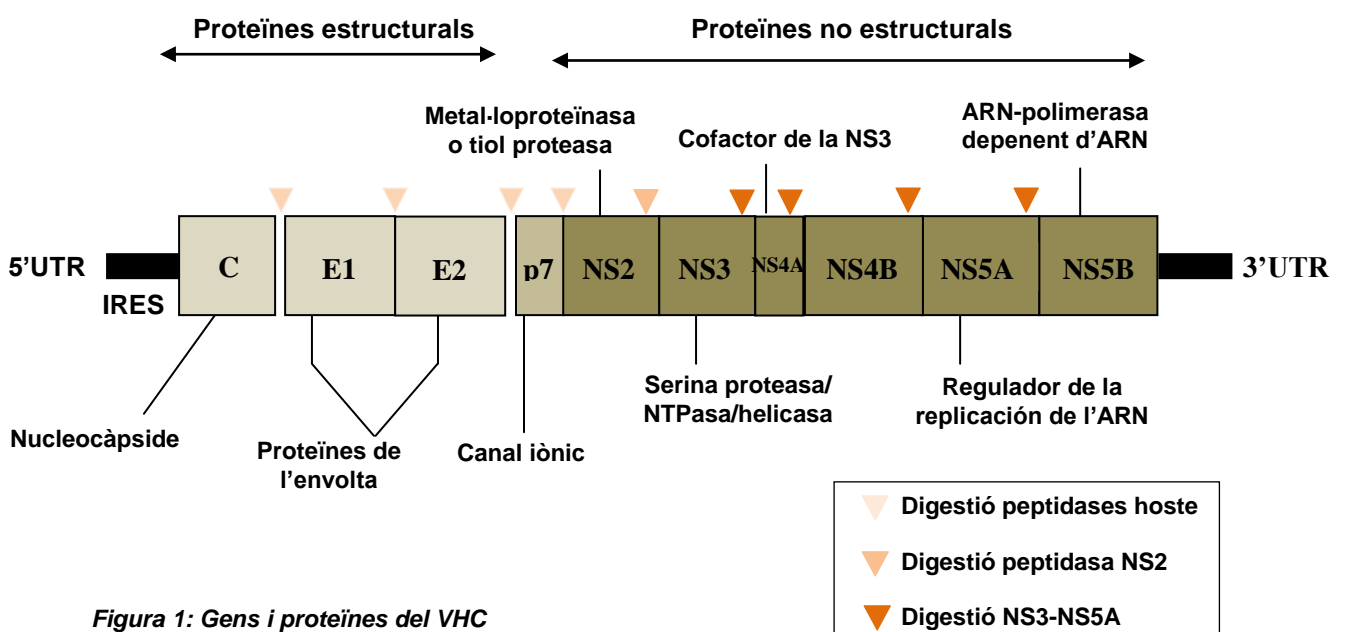 Proteïnes estructurals
Proteïnes no estructurals
Metal·loproteïnasa
o tiol proteasa
Cofactor de la NS3
ARN-polimerasa
depenent d’ARN
5’UTR
IRES
C
E1
E2
p7
NS2
NS3
NS4A
NS4B
NS5A
NS5B
3’UTR
Nucleocàpside
Proteïnes de
l’envolta
Canal iònic
Serina proteasa/
NTPasa/helicasa
Regulador de la
replicación de l’ARN
Digestió peptidases hoste
Digestió peptidasa NS2
Digestió NS3-NS5A
Figura 1: Gens i proteïnes del VHC